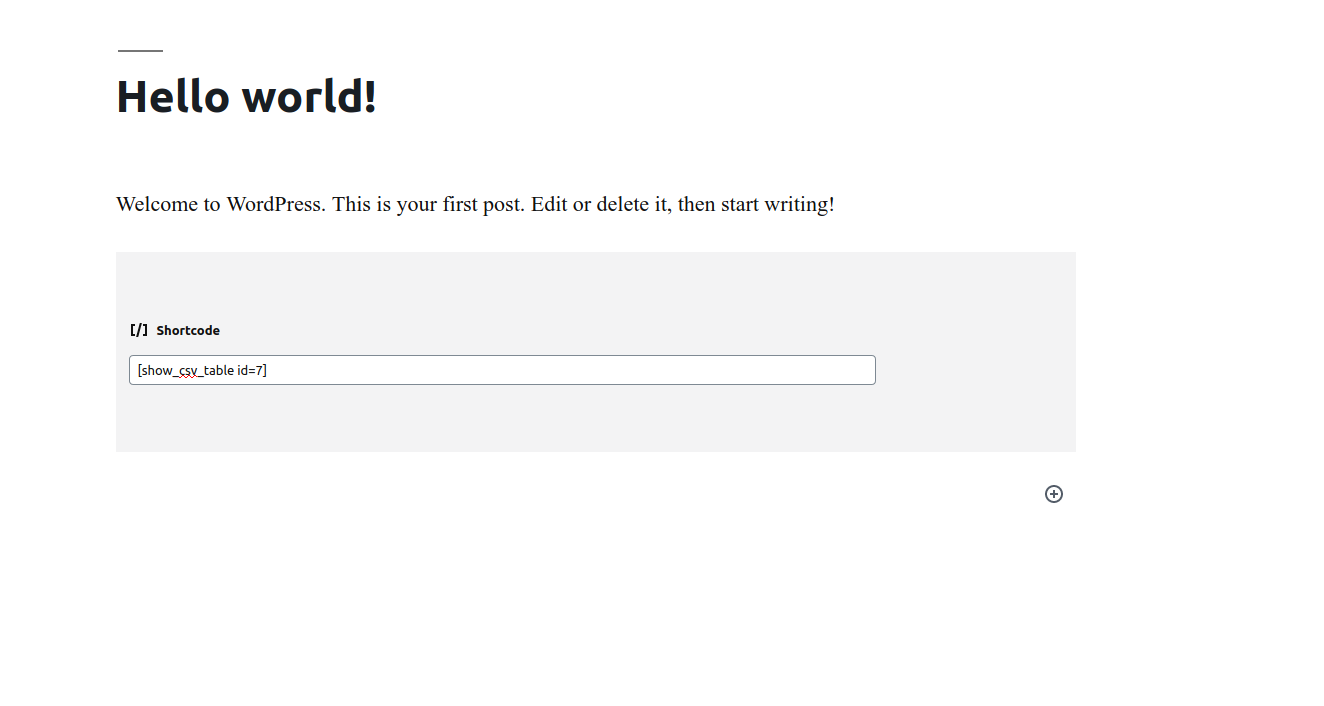 Hello world!
Welcome to WordPress. This is your first post. Edit or delete it, then start writing!
[/] Shortcode
[show_csv_table id=7]